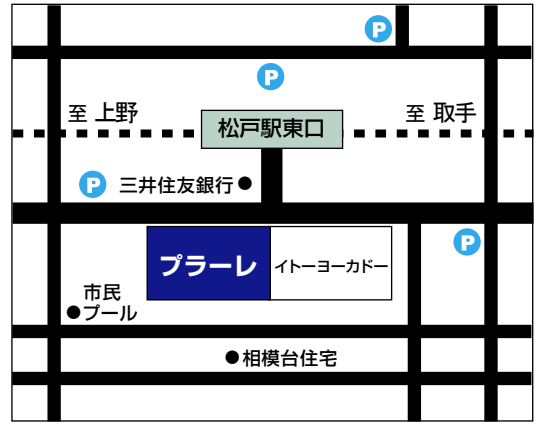 P
P
至 上野
松戸駅東口
至 取手
P
三井住友銀行●
P
プラーレ
イトーヨーカドー
市民
●プール
●相模台住宅